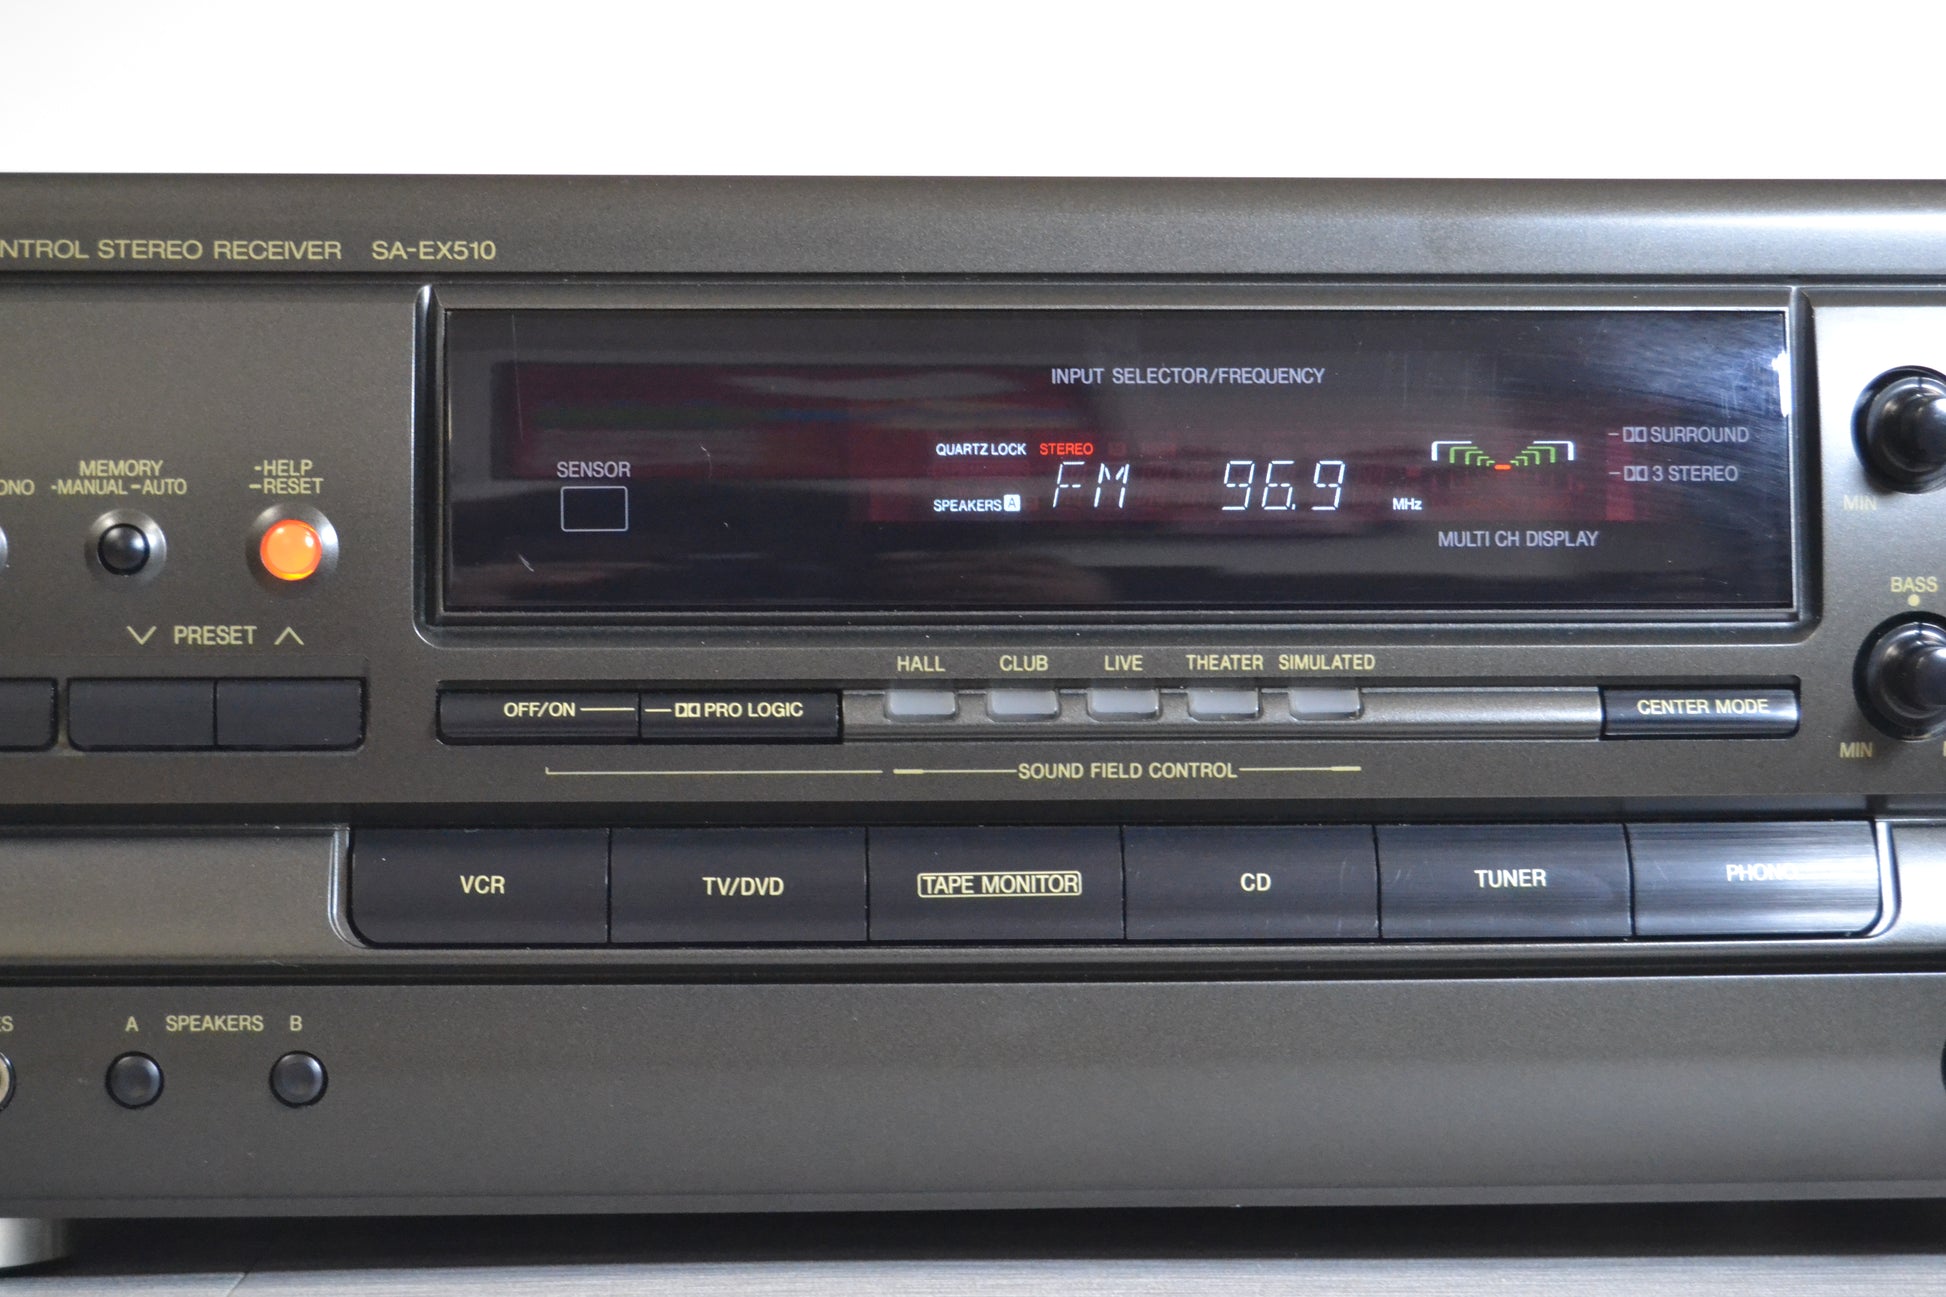 NTROL STEREO RECEIVER SA-EX510
INPUT SELECTOR/FREQUENCY
QUARTZ LOCK STEREO
FM 96.9 MHz
SPEAKERS A
SENSOR
SURROUND
3 STEREO
MULTI CH DISPLAY
ONO
MEMORY
-MANUAL -AUTO
-HELP
-RESET
PRESET
MIN
BASS
MIN
HALL CLUB LIVE THEATER SIMULATED
OFF/ON
PRO LOGIC
CENTER MODE
SOUND FIELD CONTROL
VCR TV/DVD TAPE MONITOR CD TUNER PHONO
ES
A SPEAKERS B